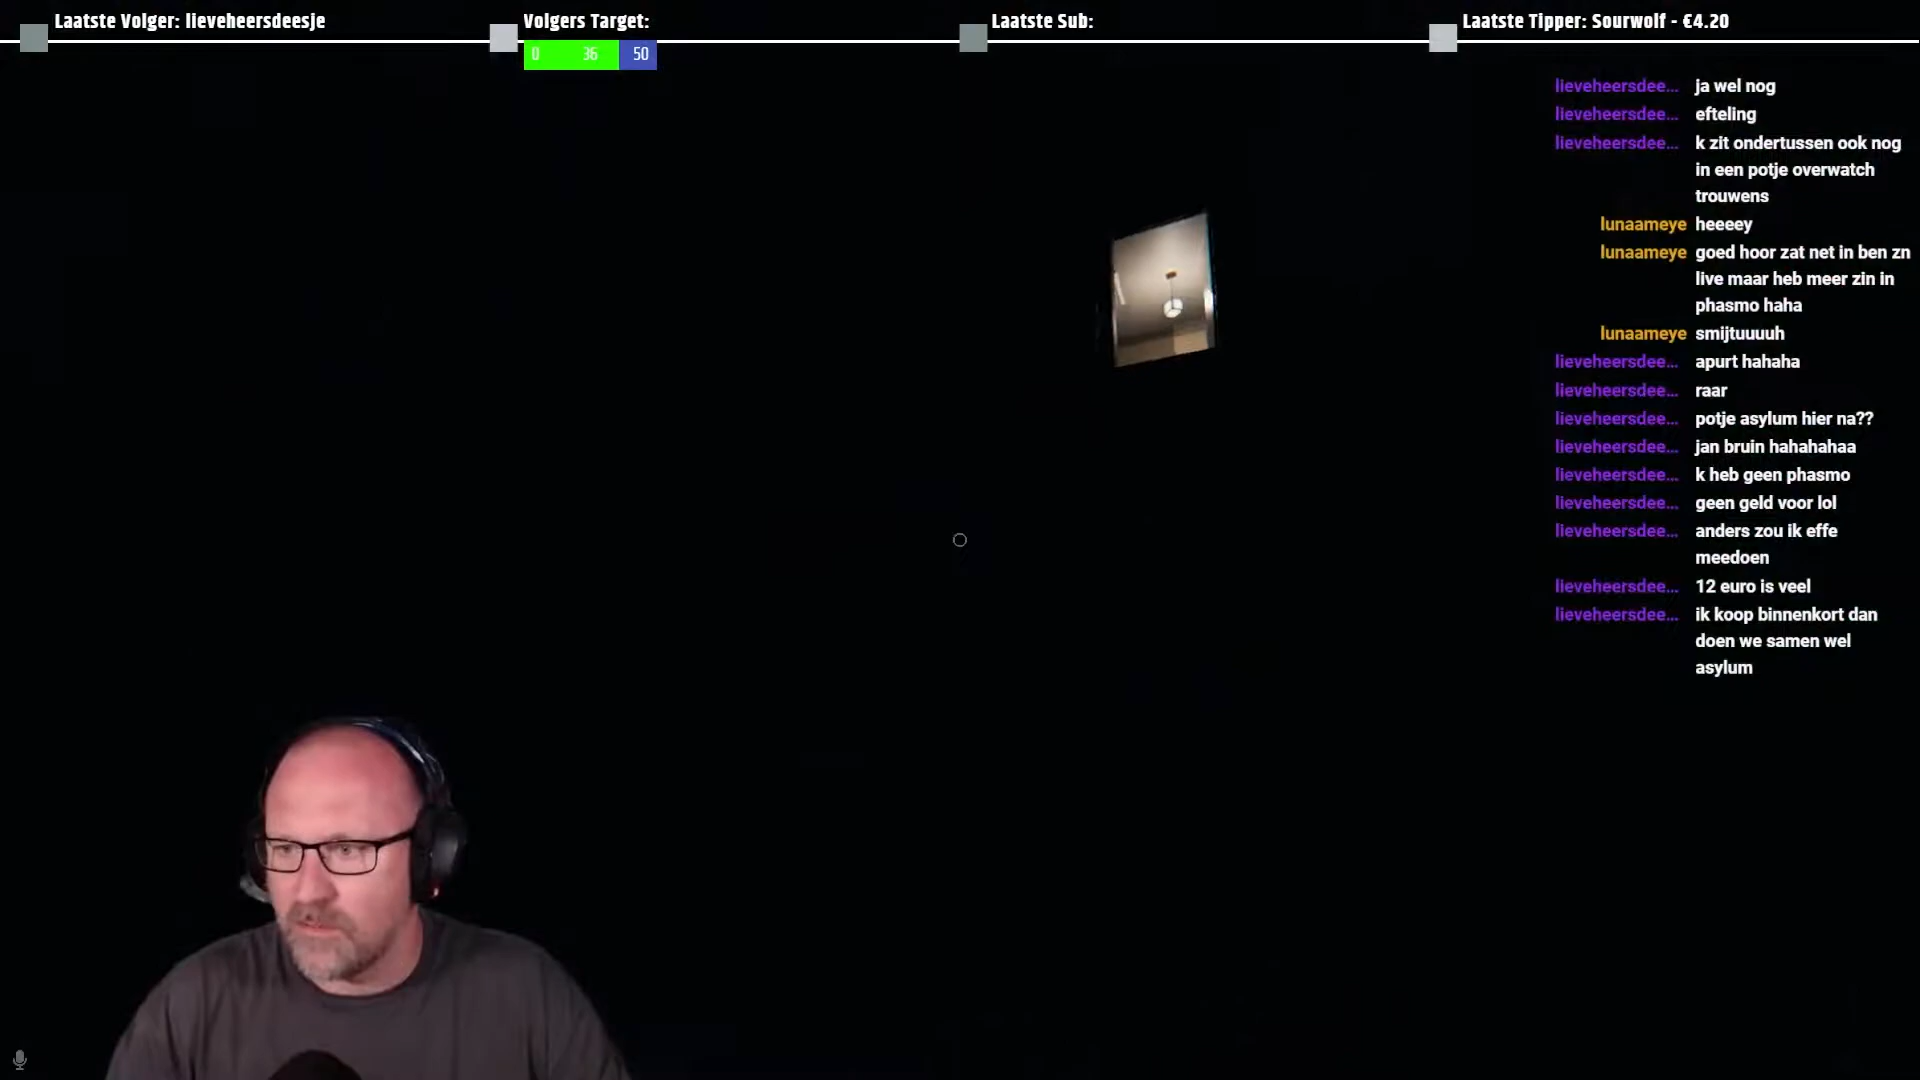 Laatste Volger: lieveheersdeesje
Volgers Target:
0 36 50
Laatste Sub:
Laatste Tipper: Sourwolf - €4.20
lieveheersdee... ja wel nog
lieveheersdee... efteling
lieveheersdee... k zit ondertussen ook nog
in een potje overwatch
trouwens
lunaameye heeeey
lunaameye goed hoor zat net in ben zn
live maar heb meer zin in
phasmo haha
lunaameye smijtuuuuh
lieveheersdee... apurt hahaha
lieveheersdee... raar
lieveheersdee... potje asylum hier na??
lieveheersdee... jan bruin hahahahaa
lieveheersdee... k heb geen phasmo
lieveheersdee... geen geld voor lol
lieveheersdee... anders zou ik effe
meedoen
lieveheersdee... 12 euro is veel
lieveheersdee... ik koop binnenkort dan
doen we samen wel
asylum